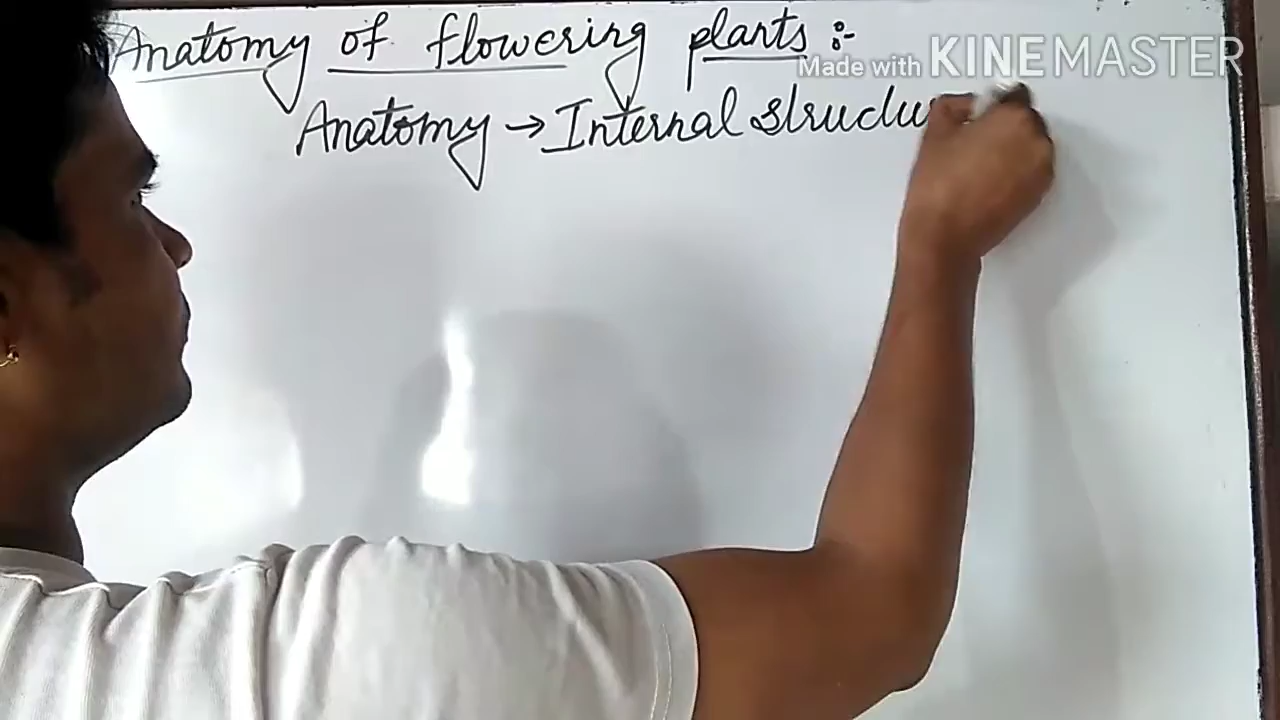 Anatomy of flowering plants :-
Made with KINEMASTER
Anatomy → Internal structu